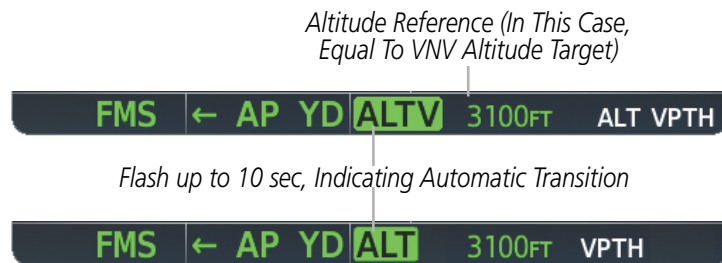 Altitude Reference (In This Case,
Equal To VNV Altitude Target)
FMS ← AP YD ALTV 3100FT ALT VPTH
Flash up to 10 sec, Indicating Automatic Transition
FMS ← AP YD ALT 3100FT VPTH